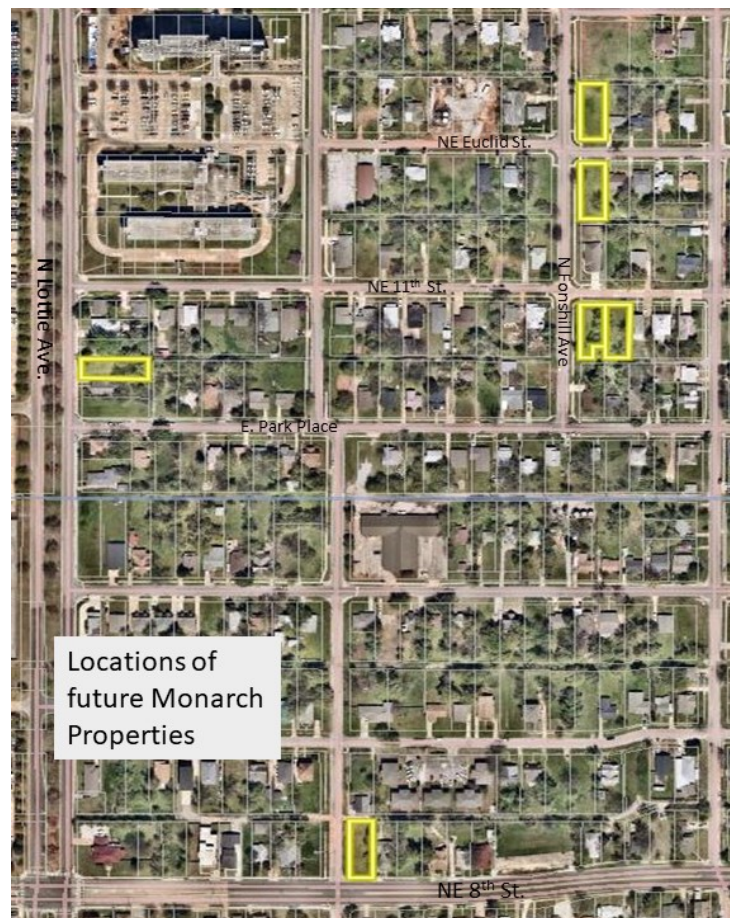 NE Euclid St.
N Lottie Ave.
N Fonshill Ave
NE 11th St.
E. Park Place
Locations of
future Monarch
Properties
NE 8th St.